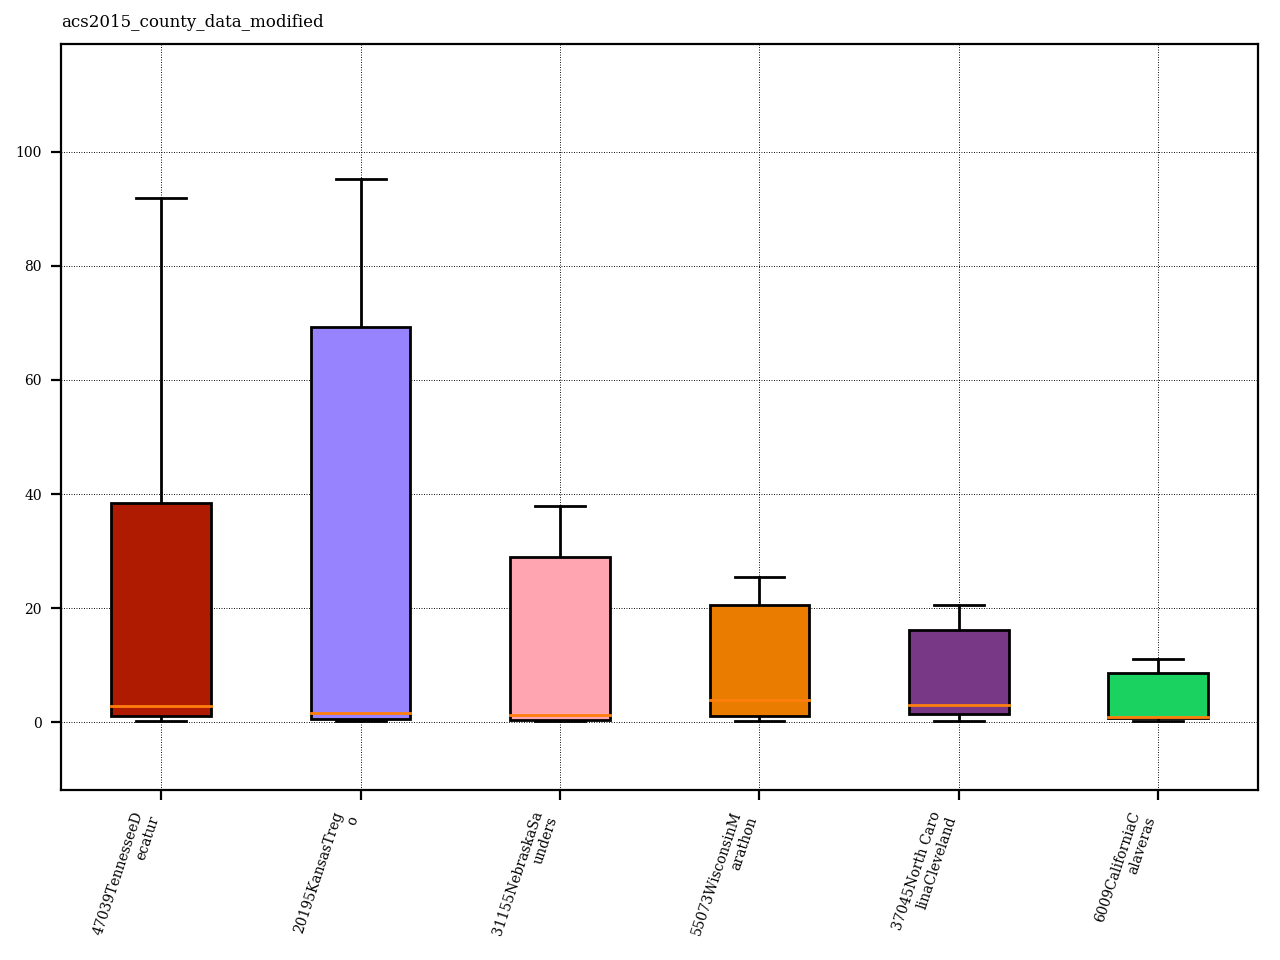 acs2015_county_data_modified
100
80
60
40
20
0
47039TennesseeD
ecatur
20195KansasTreg
o
31155NebraskaSa
unders
55073WisconsinM
arathon
37045North Caro
linaCleveland
6009CaliforniaC
alaveras